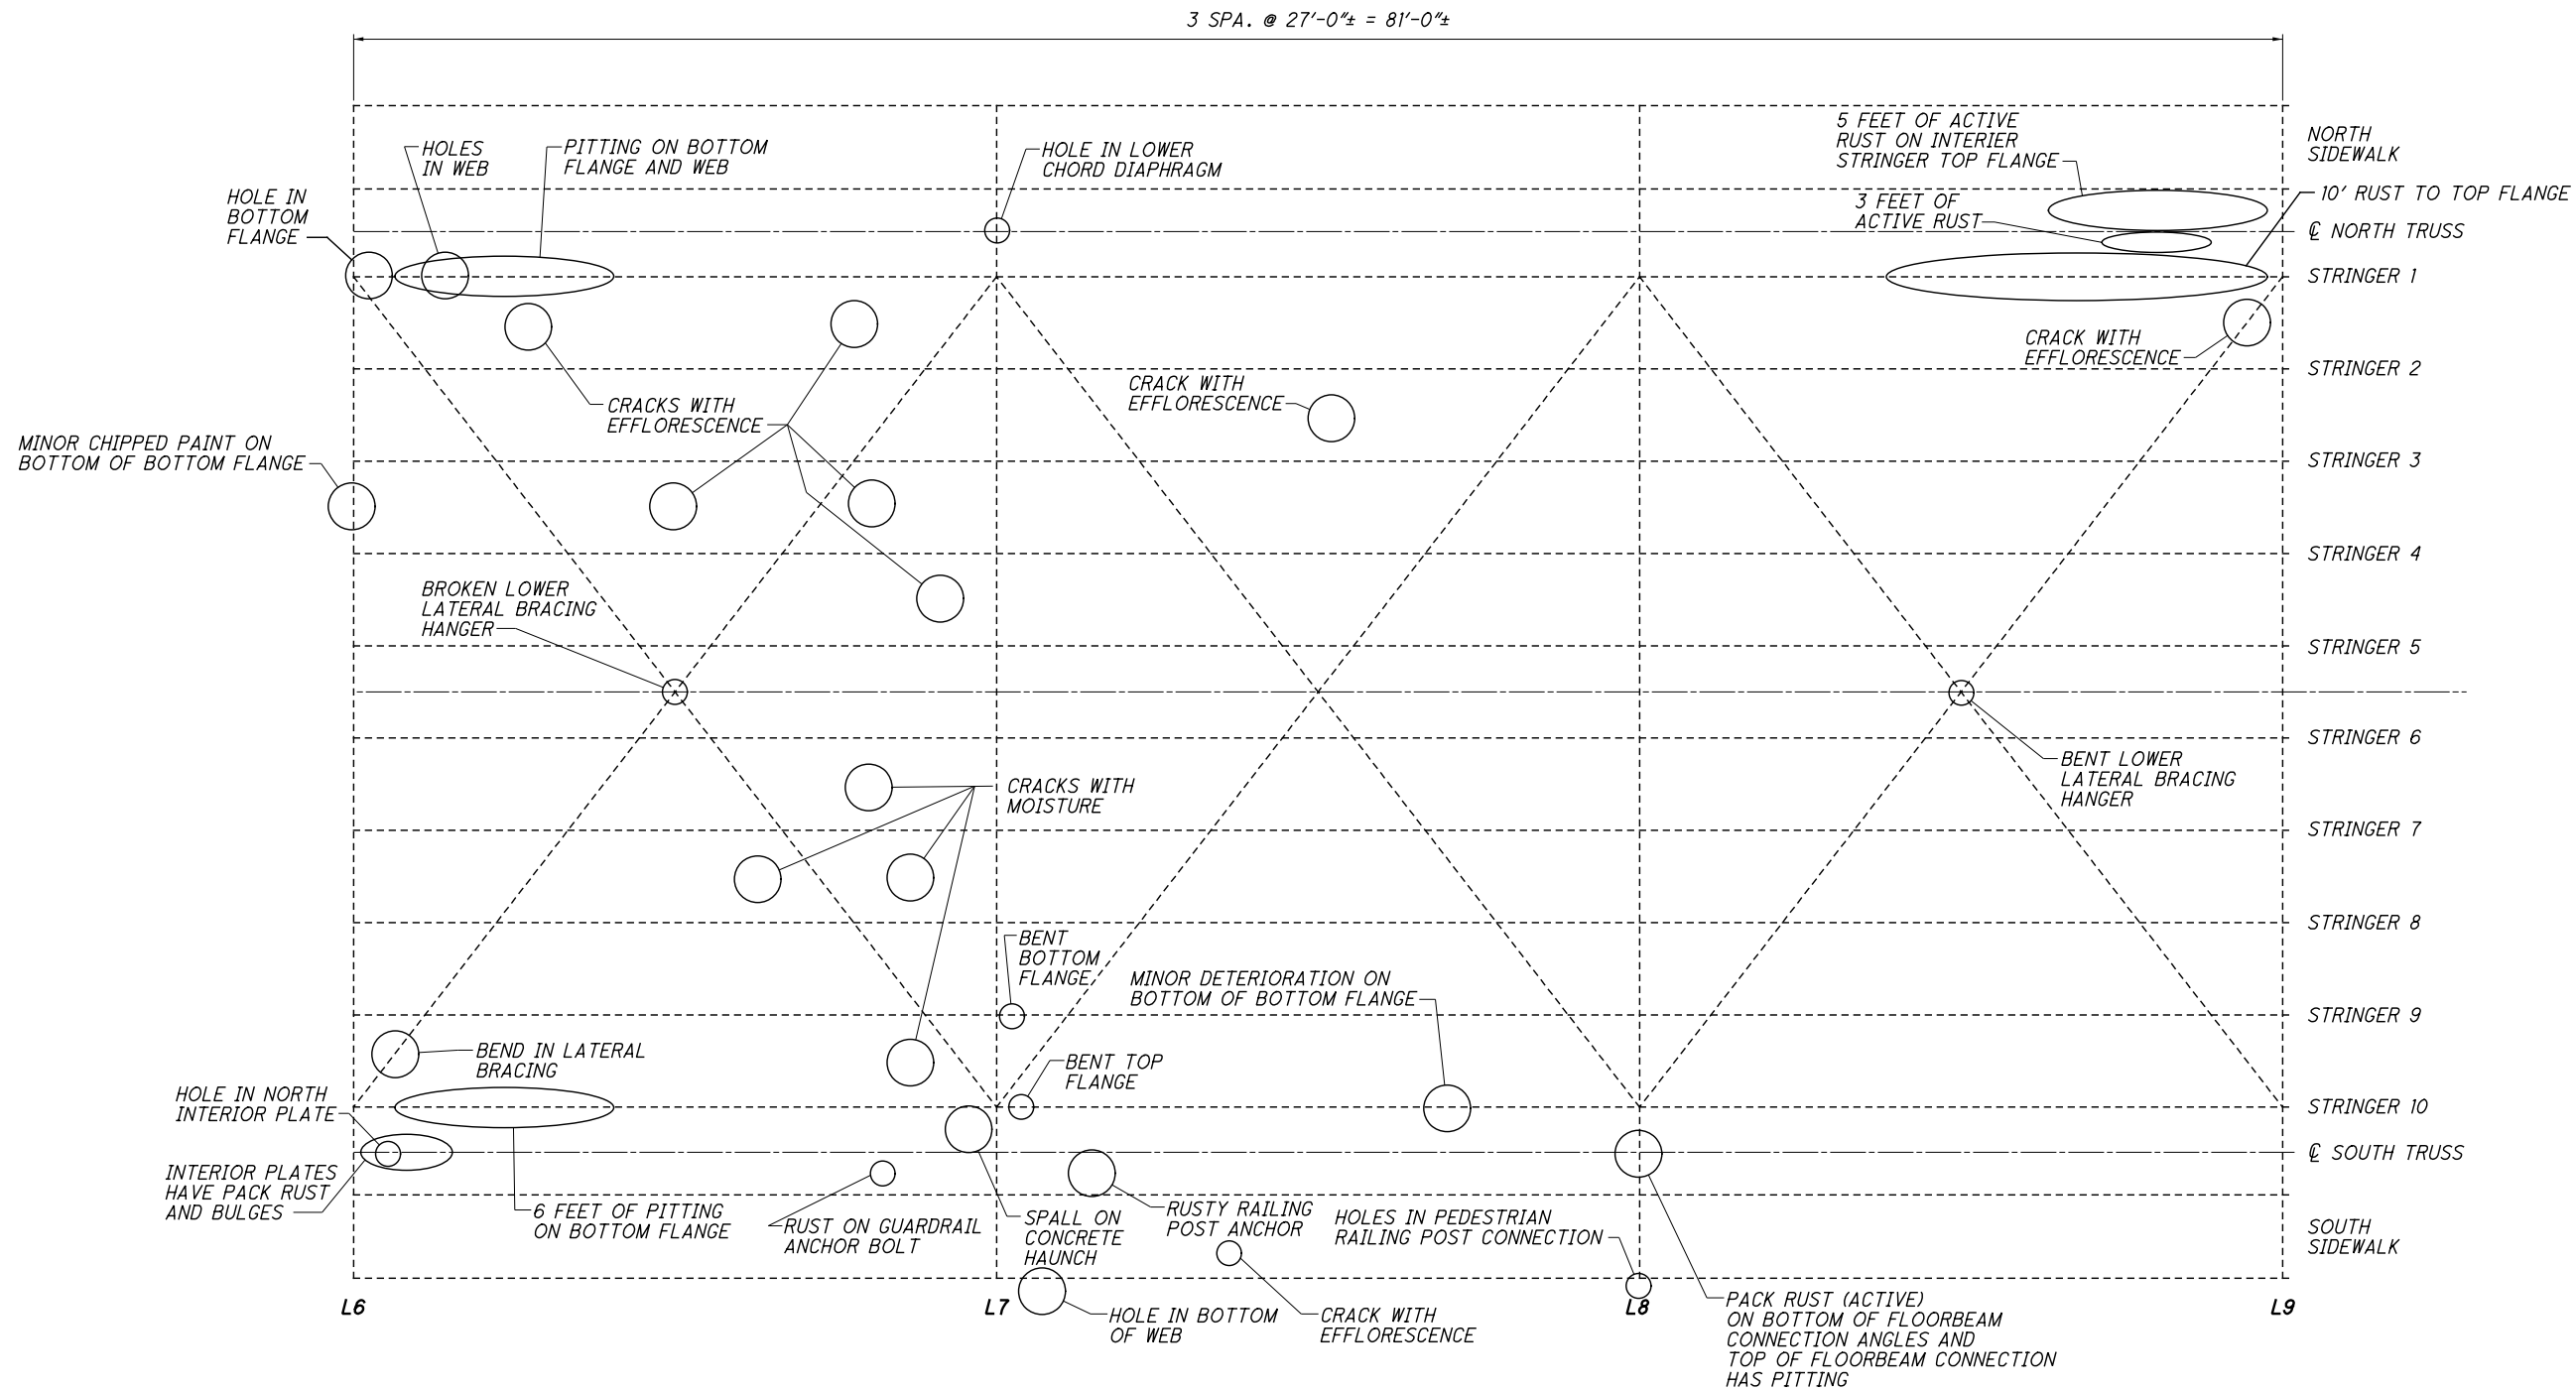 3 SPA. @ 27'-0"± = 81'-0"±
HOLES
IN WEB
PITTING ON BOTTOM
FLANGE AND WEB
HOLE IN LOWER
CHORD DIAPHRAGM
5 FEET OF ACTIVE
RUST ON INTERIER
STRINGER TOP FLANGE
NORTH
SIDEWALK
HOLE IN
BOTTOM
FLANGE
3 FEET OF
ACTIVE RUST
10' RUST TO TOP FLANGE
℄ NORTH TRUSS
STRINGER 1
CRACK WITH
EFFLORESCENCE
STRINGER 2
CRACKS WITH
EFFLORESCENCE
CRACK WITH
EFFLORESCENCE
MINOR CHIPPED PAINT ON
BOTTOM OF BOTTOM FLANGE
STRINGER 3
STRINGER 4
BROKEN LOWER
LATERAL BRACING
HANGER
STRINGER 5
STRINGER 6
BENT LOWER
LATERAL BRACING
HANGER
CRACKS WITH
MOISTURE
STRINGER 7
STRINGER 8
BENT
BOTTOM
FLANGE
MINOR DETERIORATION ON
BOTTOM OF BOTTOM FLANGE
STRINGER 9
BEND IN LATERAL
BRACING
BENT TOP
FLANGE
HOLE IN NORTH
INTERIOR PLATE
STRINGER 10
℄ SOUTH TRUSS
INTERIOR PLATES
HAVE PACK RUST
AND BULGES
6 FEET OF PITTING
ON BOTTOM FLANGE
RUST ON GUARDRAIL
ANCHOR BOLT
SPALL ON
CONCRETE
HAUNCH
RUSTY RAILING
POST ANCHOR
HOLES IN PEDESTRIAN
RAILING POST CONNECTION
SOUTH
SIDEWALK
L6
L7
L8
L9
HOLE IN BOTTOM
OF WEB
CRACK WITH
EFFLORESCENCE
PACK RUST (ACTIVE)
ON BOTTOM OF FLOORBEAM
CONNECTION ANGLES AND
TOP OF FLOORBEAM CONNECTION
HAS PITTING